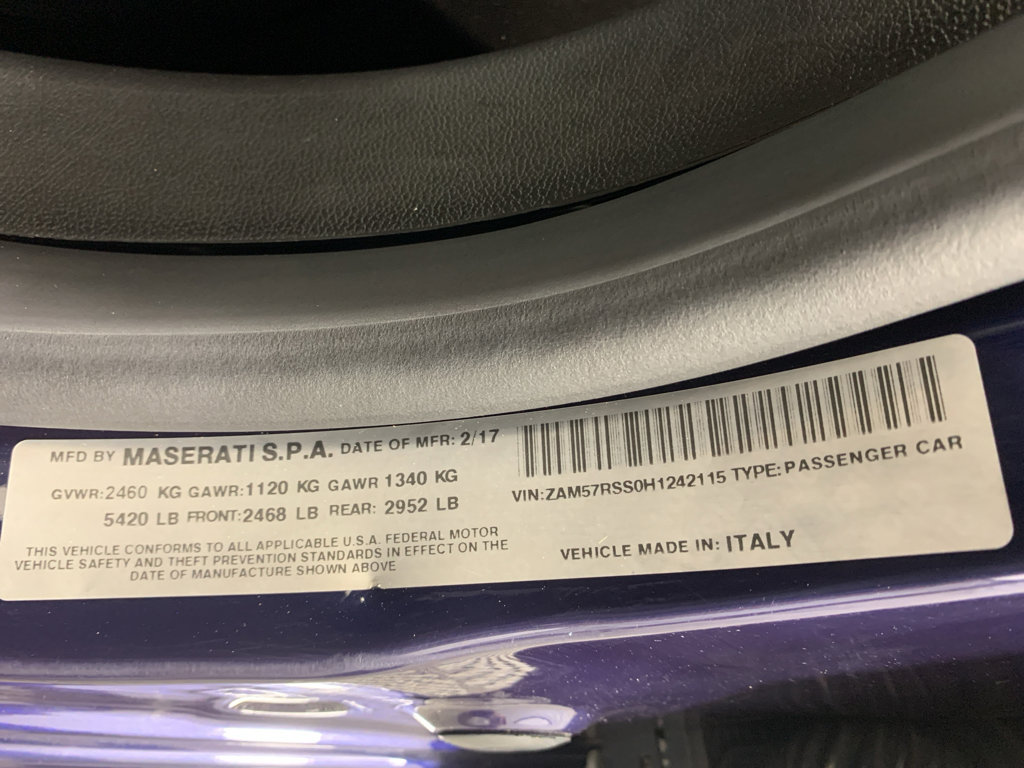 MFD BY MASERATI S.P.A. DATE OF MFR: 2/17
GVWR:2460 KG GAWR:1120 KG GAWR 1340 KG
5420 LB FRONT:2468 LB REAR: 2952 LB
THIS VEHICLE CONFORMS TO ALL APPLICABLE U.S.A. FEDERAL MOTOR
VEHICLE SAFETY AND THEFT PREVENTION STANDARDS IN EFFECT ON THE
DATE OF MANUFACTURE SHOWN ABOVE
VIN:ZAM57RSS0H1242115 TYPE:PASSENGER CAR
VEHICLE MADE IN: ITALY